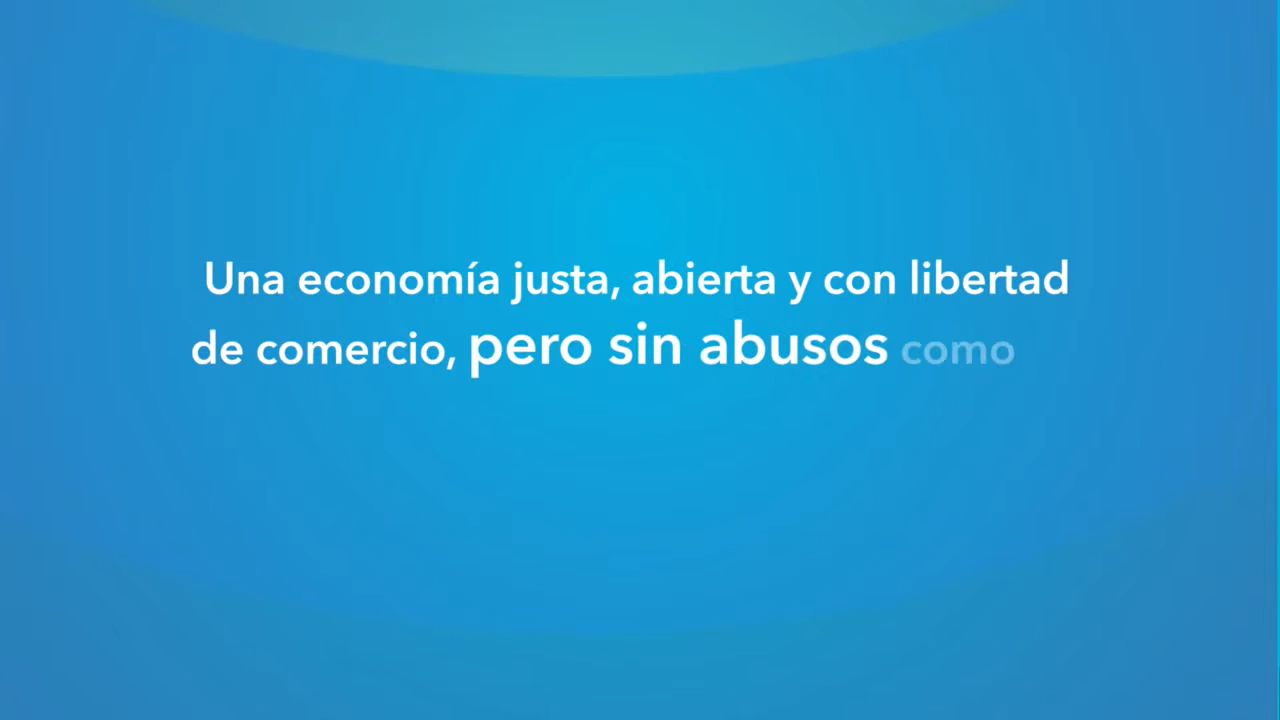 Una economía justa, abierta y con libertad
de comercio, pero sin abusos como